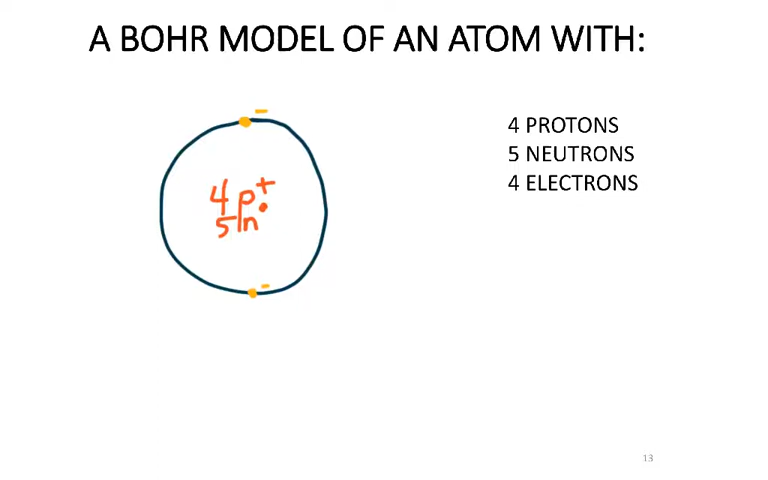 A BOHR MODEL OF AN ATOM WITH:
4 PROTONS
5 NEUTRONS
4 ELECTRONS
-
4 p+
5 n•
-
13